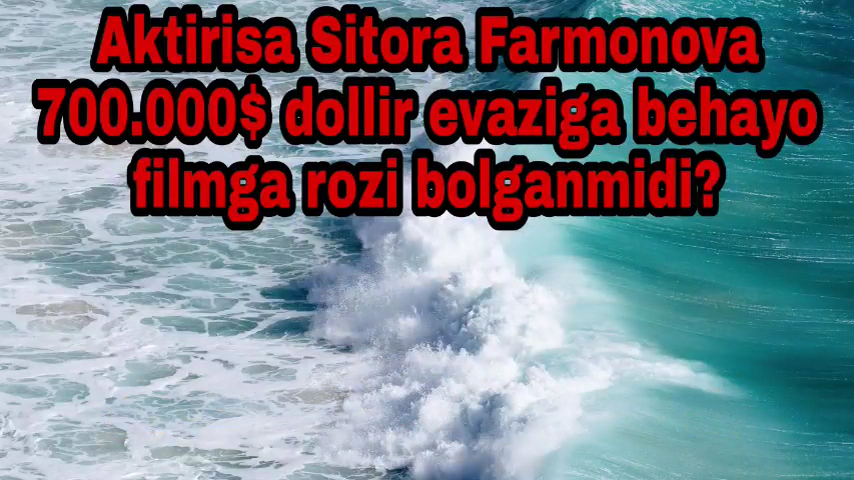 Aktirisa Sitora Farmonova
700.000$ dollir evaziga behayo
filmga rozi bolganmidi?